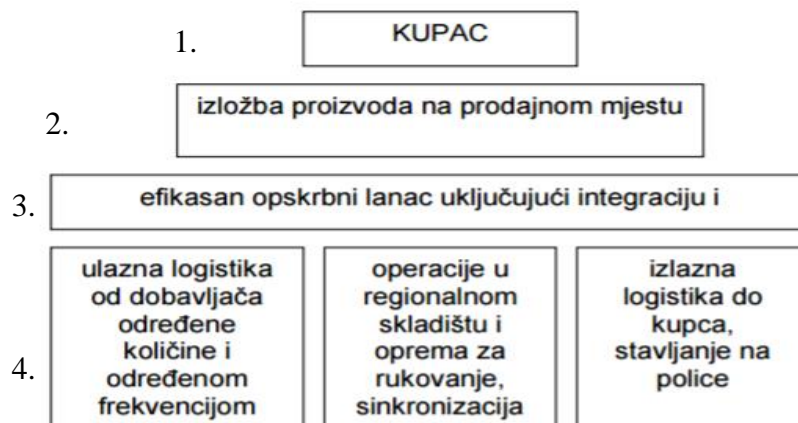 1.
KUPAC
2.
izložba proizvoda na prodajnom mjestu
3.
efikasan opskrbni lanac uključujući integraciju i
4.
ulazna logistika
od dobavljača
određene
količine i
određenom
frekvencijom
operacije u
regionalnom
skladištu i
oprema za
rukovanje,
sinkronizacija
izlazna
logistika do
kupca,
stavljanje na
police